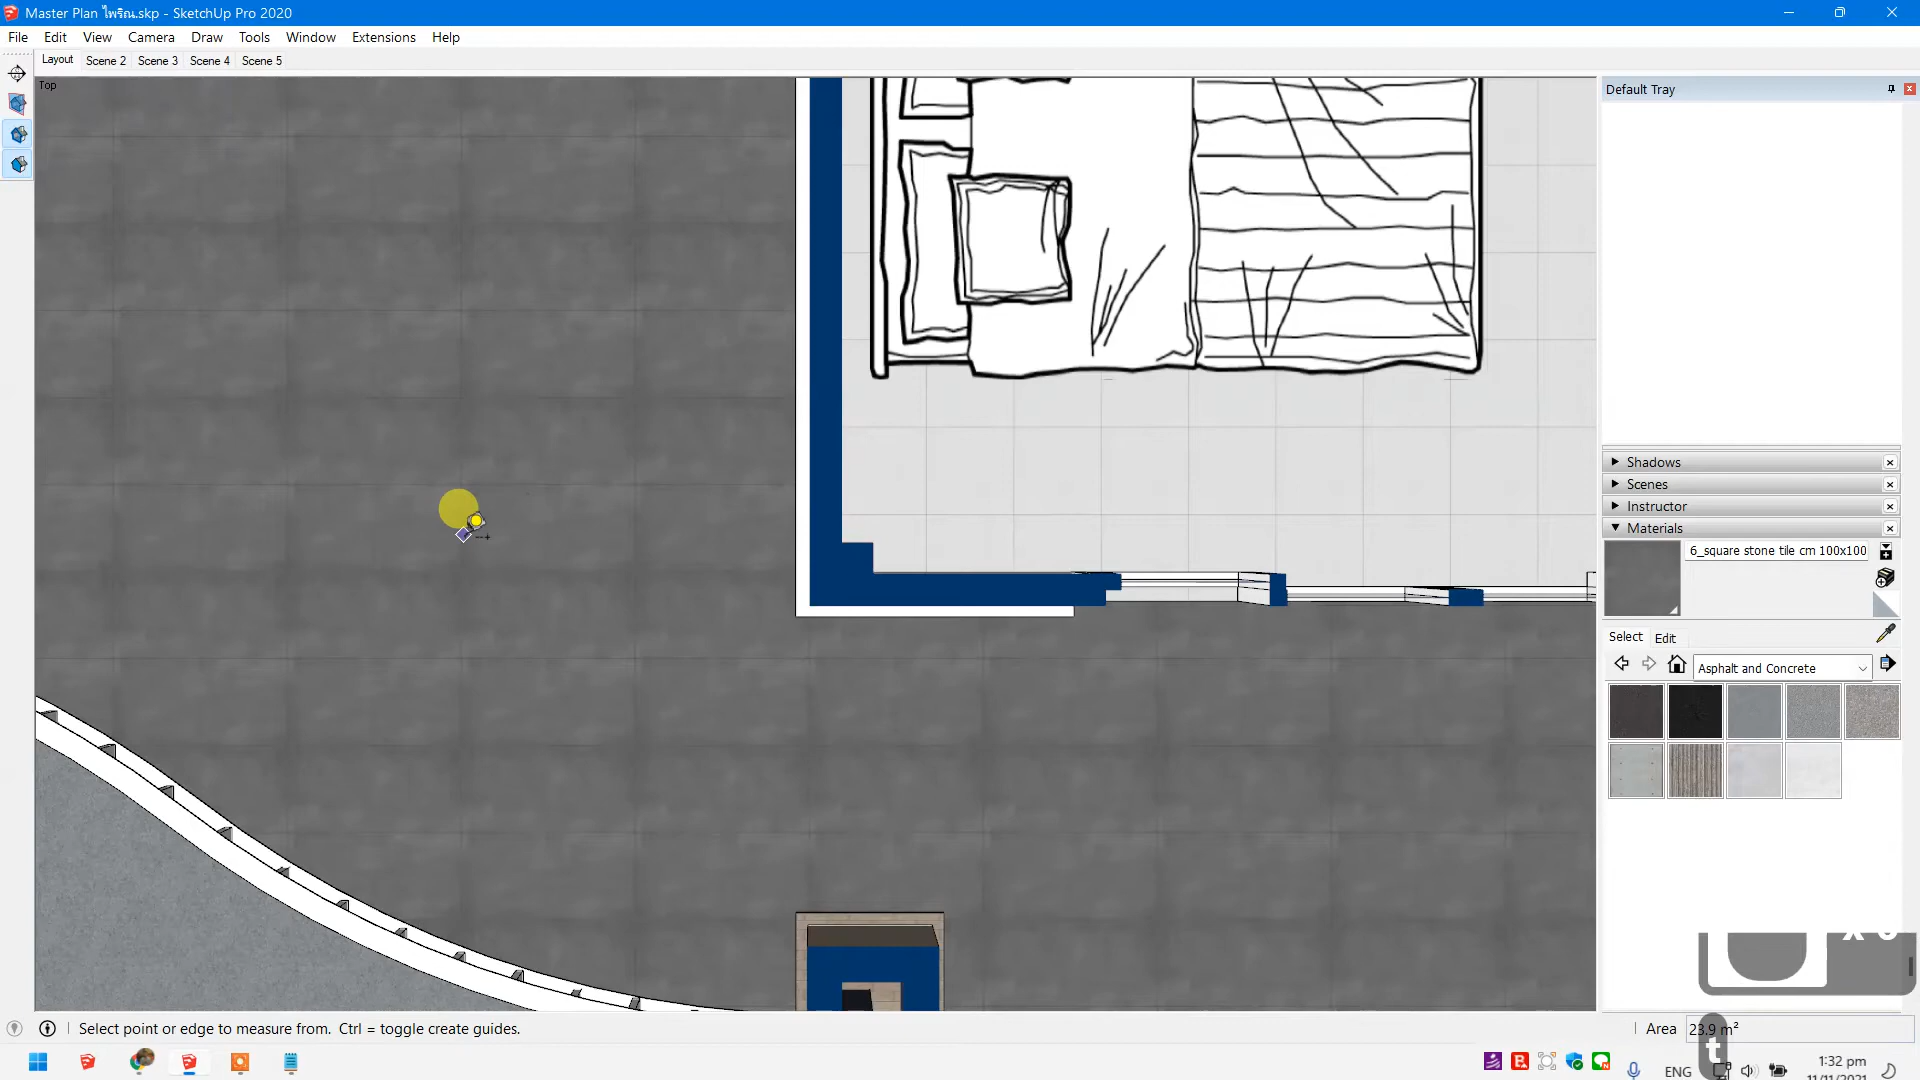 Master Plan ไพริณ.skp - SketchUp Pro 2020
File Edit View Camera Draw Tools Window Extensions Help
Layout Scene 2 Scene 3 Scene 4 Scene 5
Top
Default Tray
Shadows
Scenes
Instructor
Materials
6_square stone tile cm 100x100
Select Edit
Asphalt and Concrete
Select point or edge to measure from. Ctrl = toggle create guides.
Area 23.9 m²
t
ENG
1:32 pm
11/11/2021